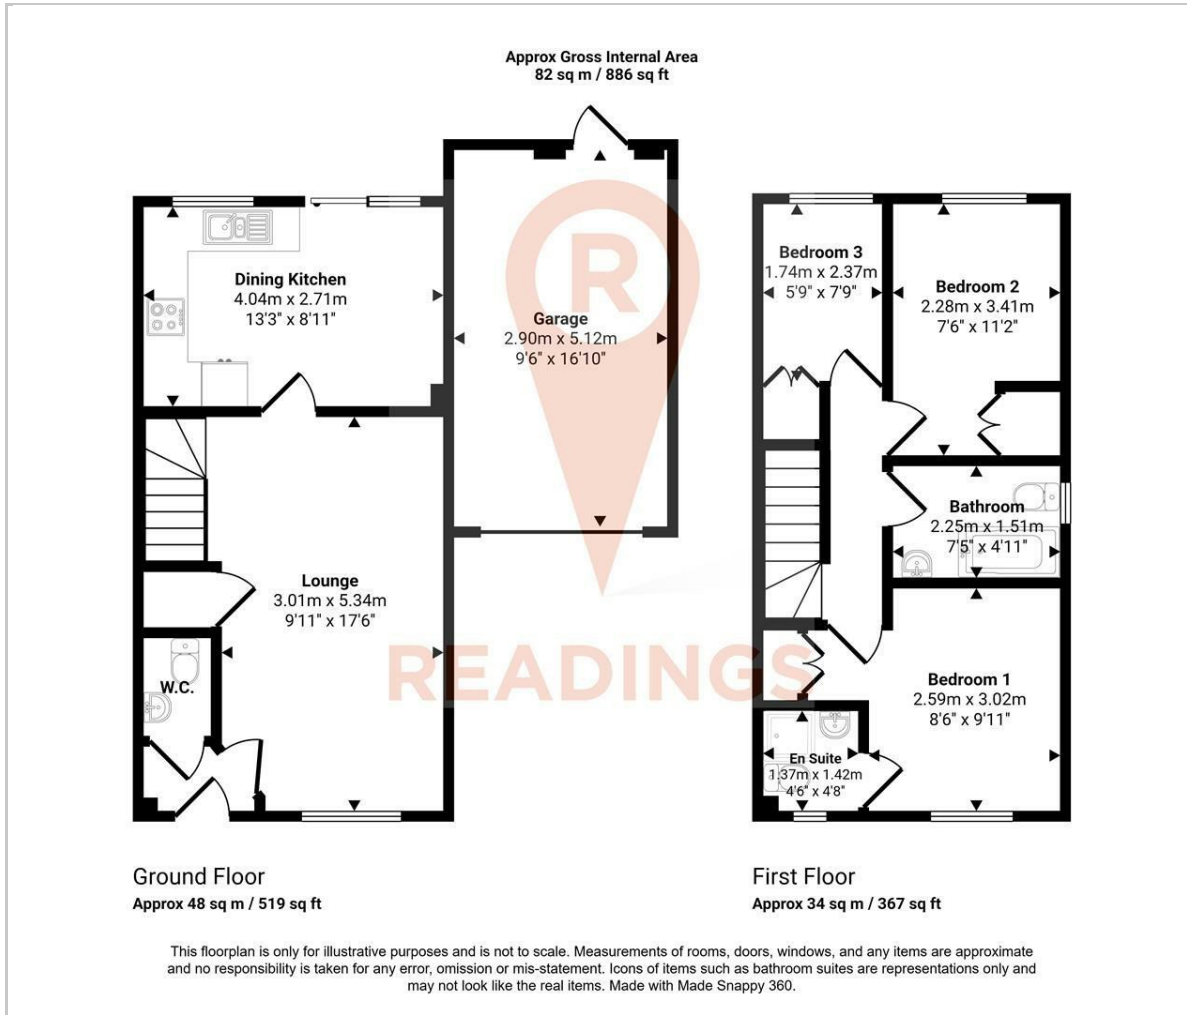 Approx Gross Internal Area
82 sq m / 886 sq ft
Dining Kitchen
4.04m x 2.71m
13'3" x 8'11"
Garage
2.90m x 5.12m
9'6" x 16'10"
Lounge
3.01m x 5.34m
9'11" x 17'6"
W.C.
Bedroom 3
1.74m x 2.37m
5'9" x 7'9"
Bedroom 2
2.28m x 3.41m
7'6" x 11'2"
Bathroom
2.25m x 1.51m
7'5" x 4'11"
Bedroom 1
2.59m x 3.02m
8'6" x 9'11"
En Suite
1.37m x 1.42m
4'6" x 4'8"
R
READINGS
Ground Floor
Approx 48 sq m / 519 sq ft
First Floor
Approx 34 sq m / 367 sq ft
This floorplan is only for illustrative purposes and is not to scale. Measurements of rooms, doors, windows, and any items are approximate
and no responsibility is taken for any error, omission or mis-statement. Icons of items such as bathroom suites are representations only and
may not look like the real items. Made with Made Snappy 360.